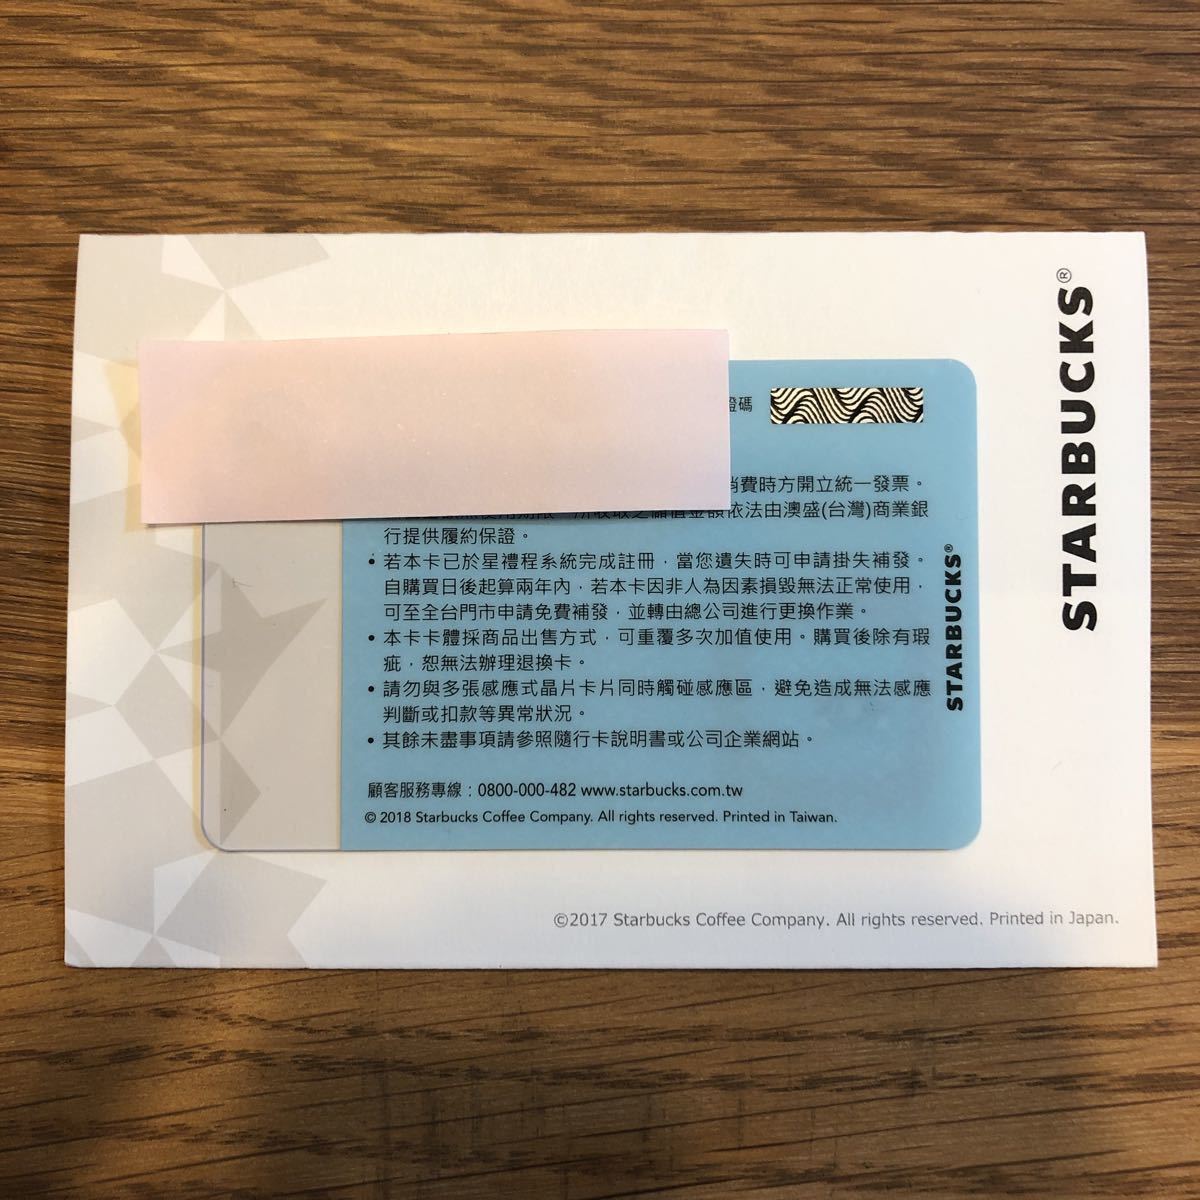 STARBUCKS®
證碼
消費時方開立統一發票。
依法由澳盛(台灣)商業銀
行提供履約保證。
• 若本卡已於星禮程系統完成註冊，當您遺失時可申請掛失補發。
自購買日後起算兩年內，若本卡因非人為因素損毀無法正常使用，
可至全台門市申請免費補發，並轉由總公司進行更換作業。
• 本卡卡體採商品出售方式，可重覆多次加值使用。購買後除有瑕
疵，恕無法辦理退換卡。
• 請勿與多張感應式晶片卡片同時觸碰感應區，避免造成無法感應
判斷或扣款等異常狀況。
• 其餘未盡事項請參照隨行卡說明書或公司企業網站。
STARBUCKS®
顧客服務專線：0800-000-482 www.starbucks.com.tw
© 2018 Starbucks Coffee Company. All rights reserved. Printed in Taiwan.
©2017 Starbucks Coffee Company. All rights reserved. Printed in Japan.